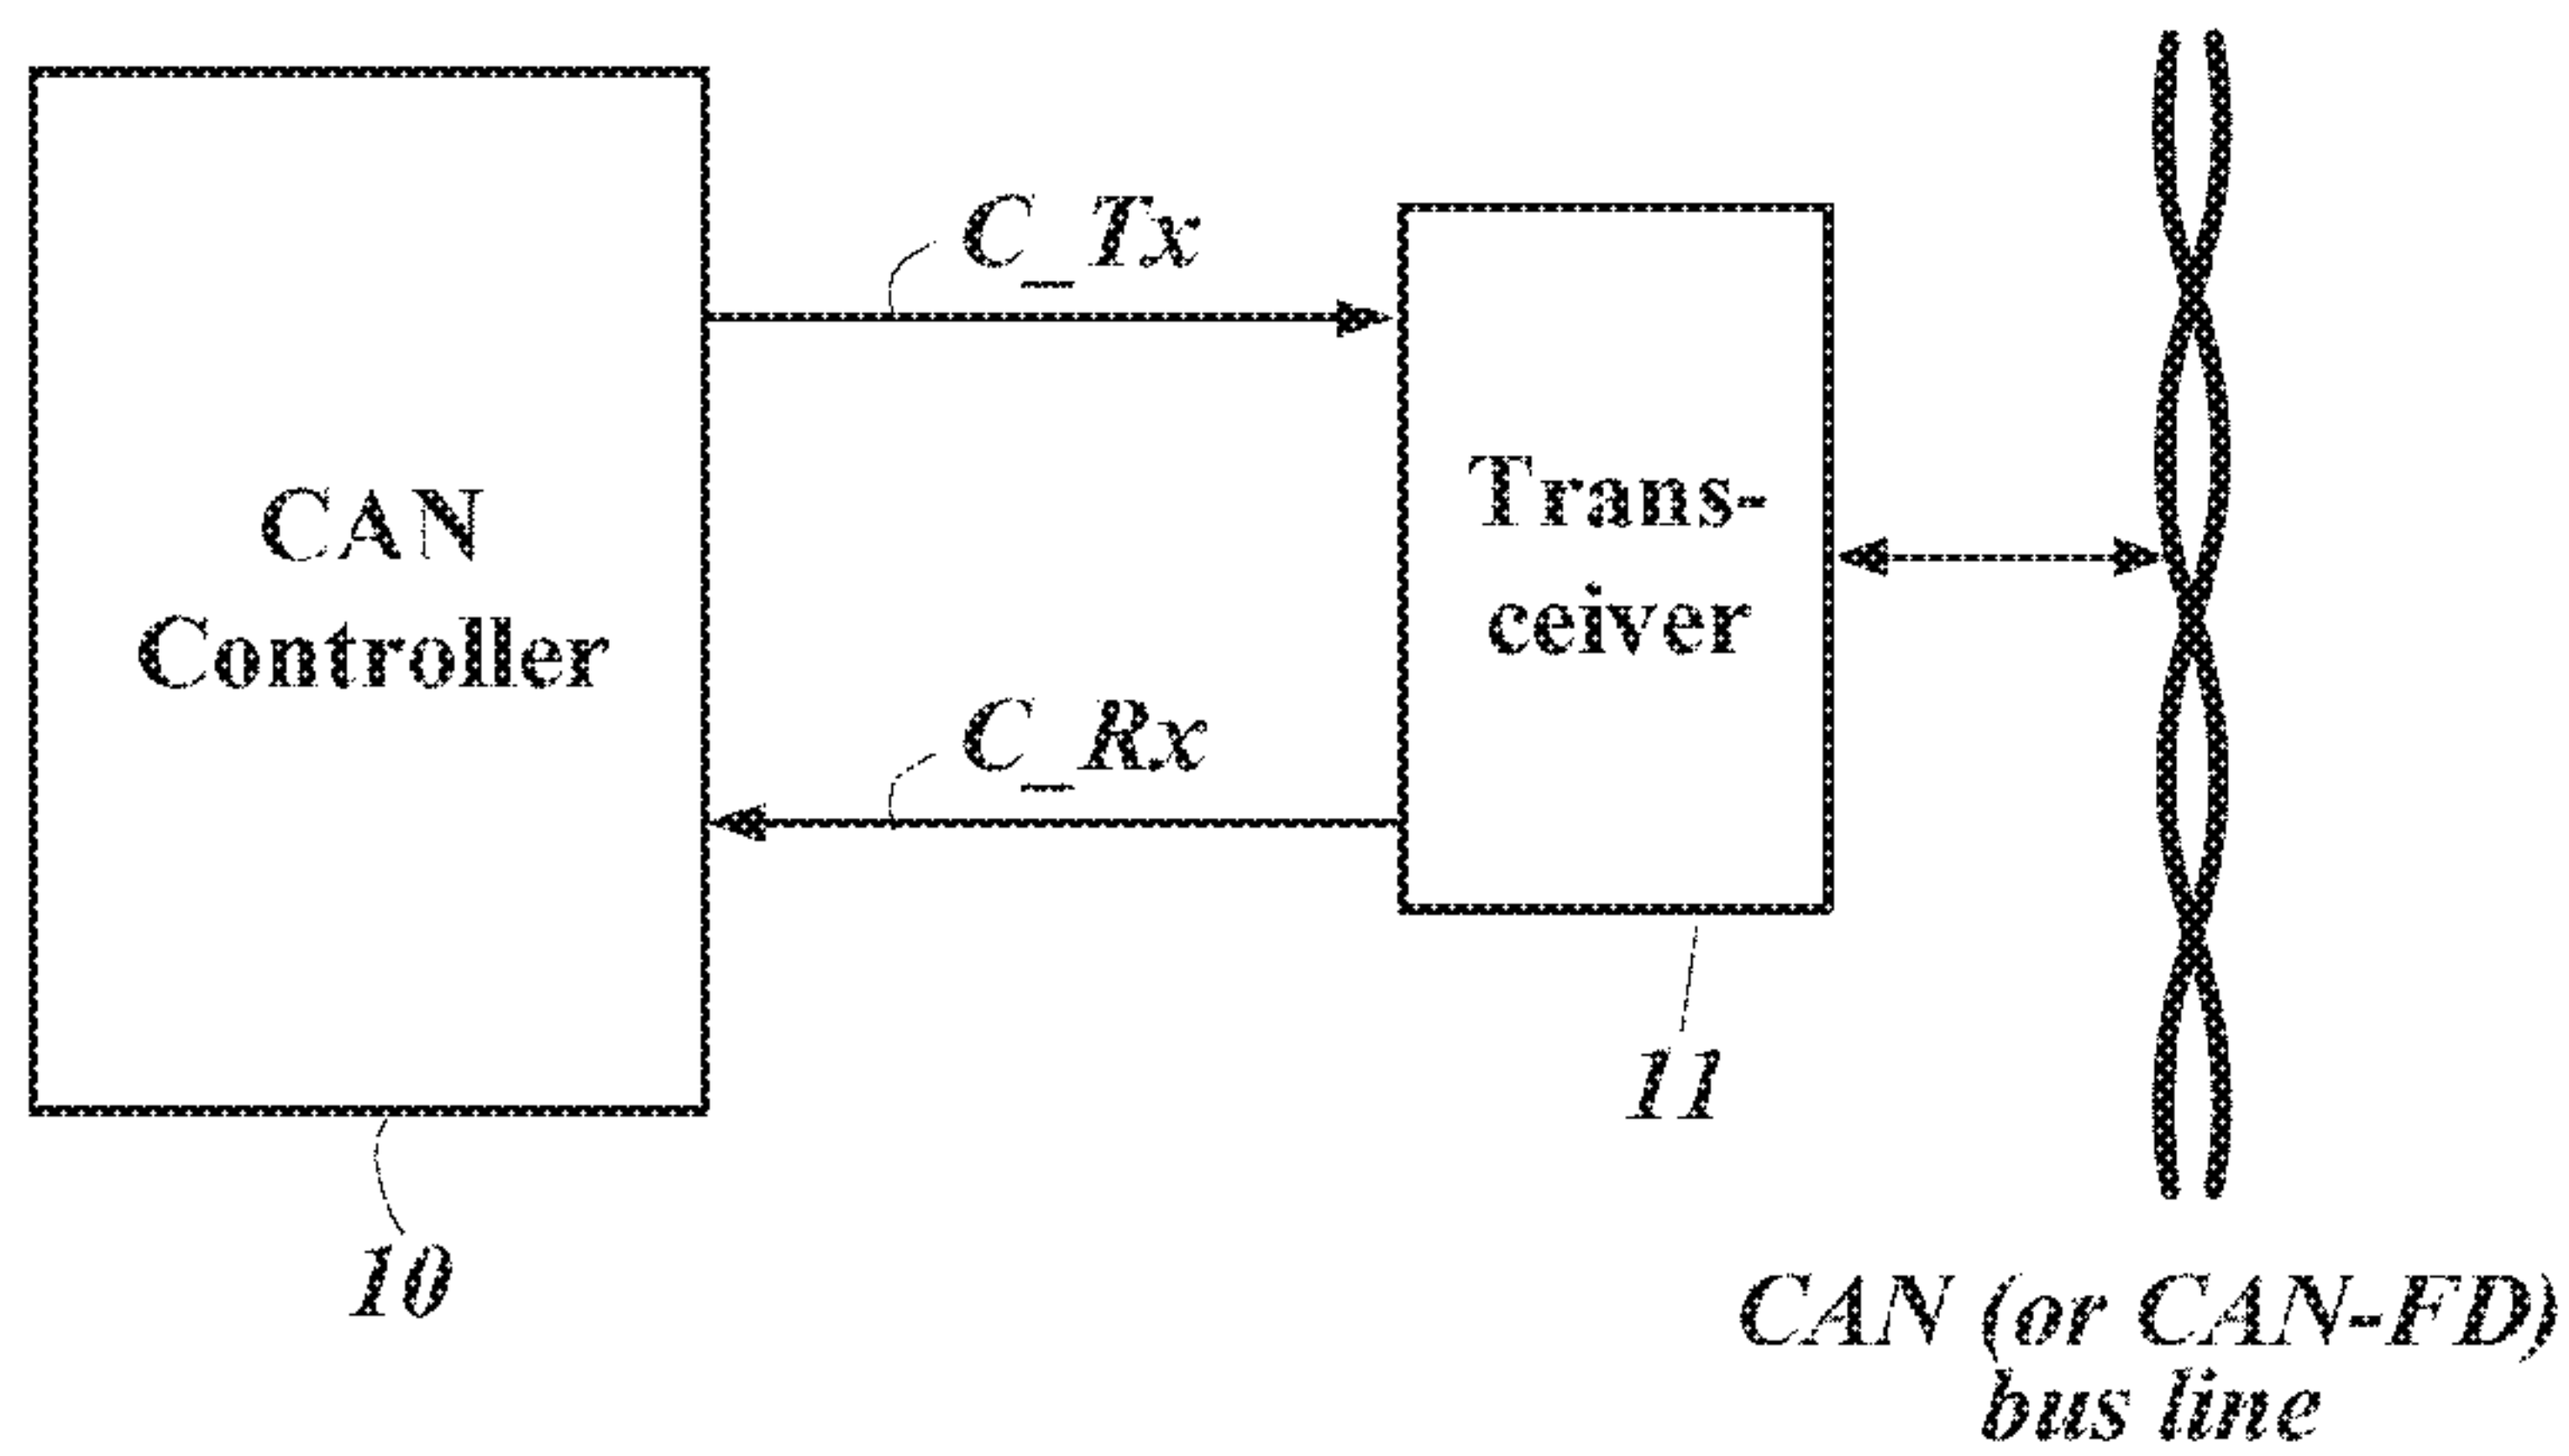 C_Tx
CAN
Controller
Trans-
ceiver
C_Rx
11
10
CAN (or CAN-FD)
bus line